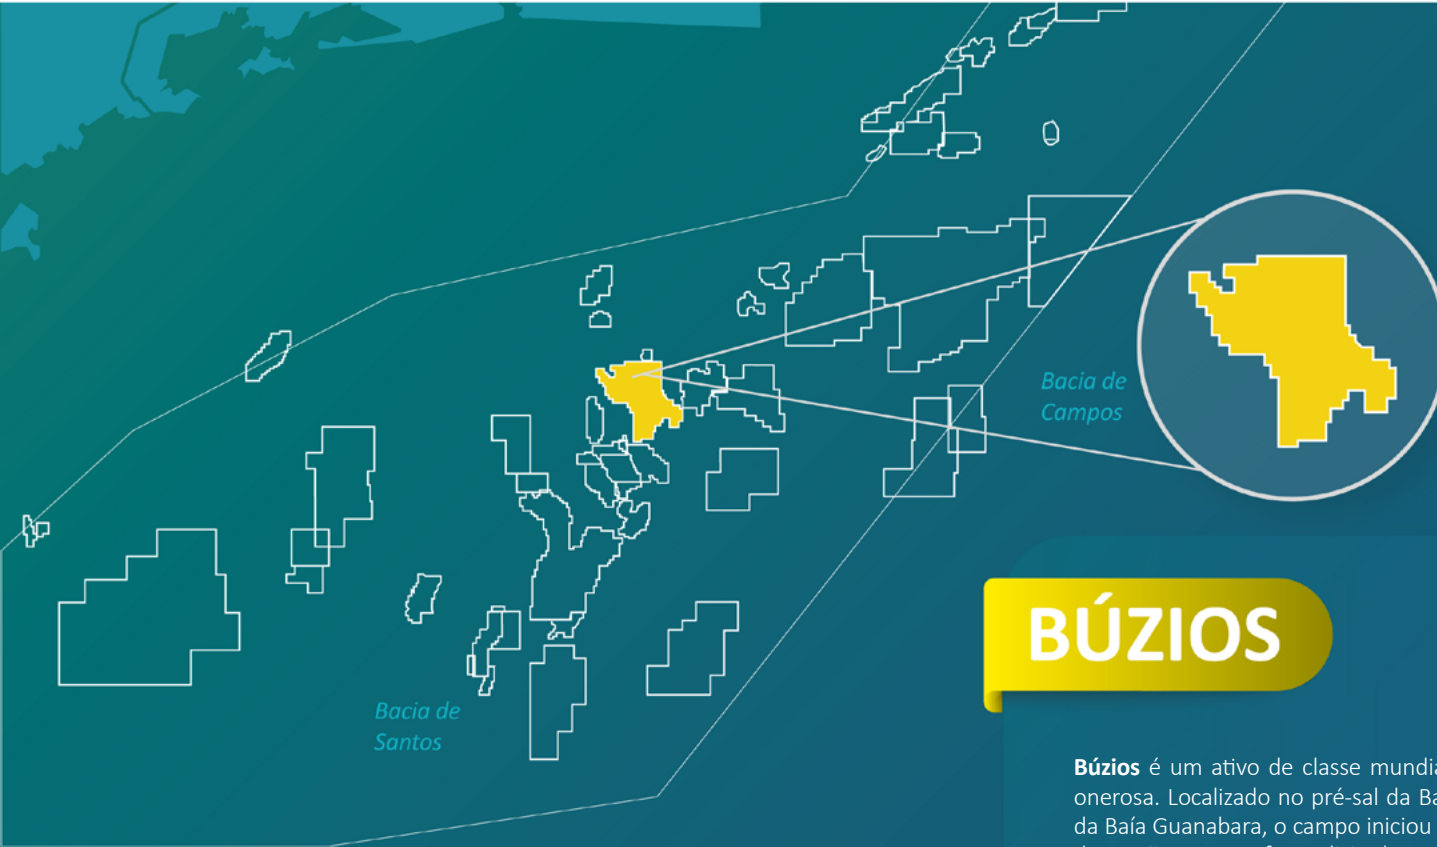 Bacia de
Campos
BÚZIOS
Bacia de
Santos
Búzios é um ativo de classe mundia
onerosa. Localizado no pré-sal da Ba
da Baía Guanabara, o campo iniciou